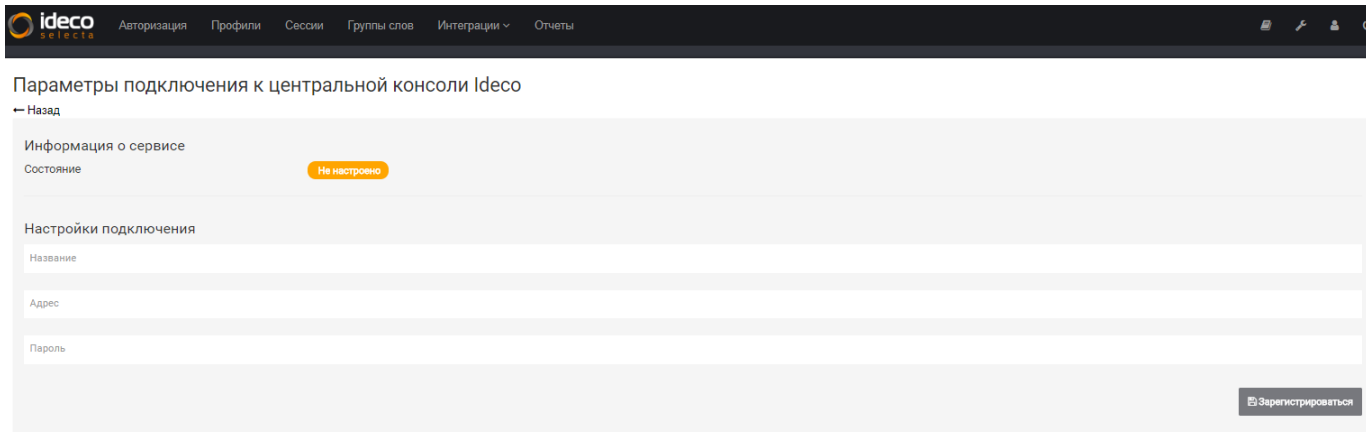 ideco
selecta
Авторизация Профили Сессии Группы слов Интеграции Отчеты
Параметры подключения к центральной консоли Ideco
← Назад
Информация о сервисе
Состояние Не настроено
Настройки подключения
Название
Адрес
Пароль
Зарегистрироваться